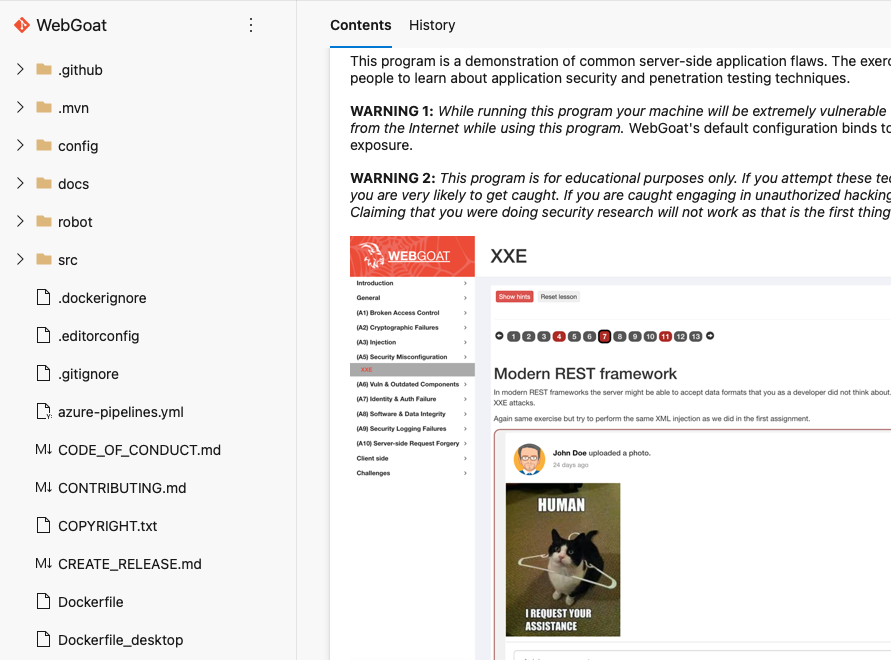 WebGoat
.github
.mvn
config
docs
robot
src
.dockerignore
.editorconfig
.gitignore
azure-pipelines.yml
CODE_OF_CONDUCT.md
CONTRIBUTING.md
COPYRIGHT.txt
CREATE_RELEASE.md
Dockerfile
Dockerfile_desktop
Contents History
This program is a demonstration of common server-side application flaws. The exerc
people to learn about application security and penetration testing techniques.
WARNING 1: While running this program your machine will be extremely vulnerable
from the Internet while using this program. WebGoat's default configuration binds to
exposure.
WARNING 2: This program is for educational purposes only. If you attempt these tec
you are very likely to get caught. If you are caught engaging in unauthorized hacking
Claiming that you were doing security research will not work as that is the first thing
WEBGOAT
Introduction
General
(A1) Broken Access Control
(A2) Cryptographic Failures
(A3) Injection
(A5) Security Misconfiguration
XXE
(A6) Vuln & Outdated Components
(A7) Identity & Auth Failure
(A8) Software & Data Integrity
(A9) Security Logging Failures
(A10) Server-side Request Forgery
Client side
Challenges
XXE
Show hints Reset lesson
1 2 3 4 5 6 7 8 9 10 11 12 13
Modern REST framework
In modern REST frameworks the server might be able to accept data formats that you as a developer did not think about.
XXE attacks.
Again same exercise but try to perform the same XML injection as we did in the first assignment.
John Doe uploaded a photo.
24 days ago
HUMAN
I REQUEST YOUR
ASSISTANCE